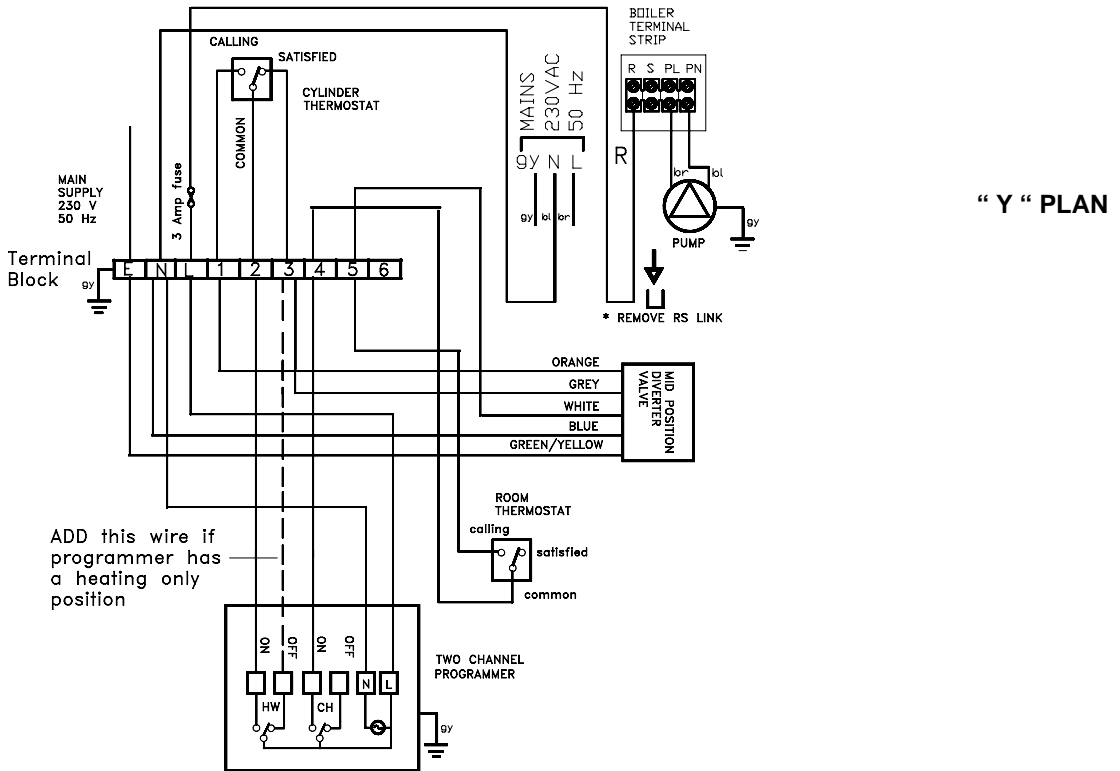 BOILER
TERMINAL
STRIP
R S PL PN
CALLING
SATISFIED
CYLINDER
THERMOSTAT
COMMON
3 Amp fuse
MAINS
230VAC
50 Hz
gy N L
gy bl br
R
br bl
PUMP
gy
* REMOVE RS LINK
" Y " PLAN
MAIN
SUPPLY
230 V
50 Hz
Terminal
Block
gy
E N L 1 2 3 4 5 6
ORANGE
GREY
WHITE
BLUE
GREEN/YELLOW
MID POSITION
DIVERTER
VALVE
ROOM
THERMOSTAT
calling
satisfied
common
ADD this wire if
programmer has
a heating only
position
ON OFF ON OFF
N L
HW CH
TWO CHANNEL
PROGRAMMER
gy